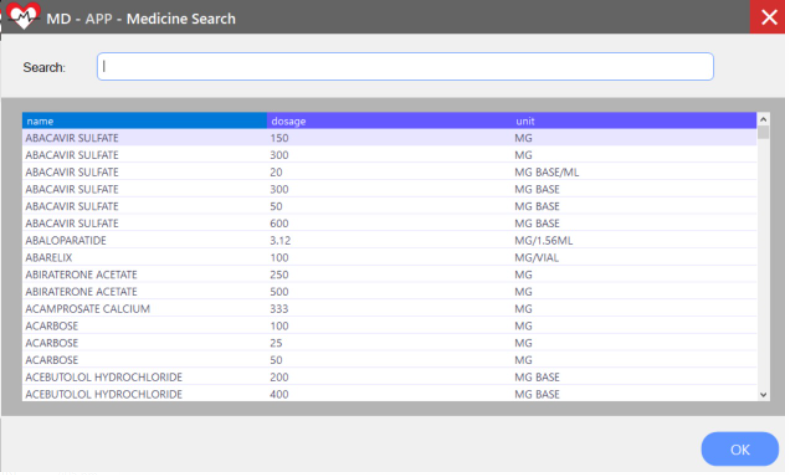 MD - APP - Medicine Search
Search:
name dosage unit
ABACAVIR SULFATE 150 MG
ABACAVIR SULFATE 300 MG
ABACAVIR SULFATE 20 MG BASE/ML
ABACAVIR SULFATE 300 MG BASE
ABACAVIR SULFATE 50 MG BASE
ABACAVIR SULFATE 600 MG BASE
ABALOPARATIDE 3.12 MG/1.56ML
ABARELIX 100 MG/VIAL
ABIRATERONE ACETATE 250 MG
ABIRATERONE ACETATE 500 MG
ACAMPROSATE CALCIUM 333 MG
ACARBOSE 100 MG
ACARBOSE 25 MG
ACARBOSE 50 MG
ACEBUTOLOL HYDROCHLORIDE 200 MG BASE
ACEBUTOLOL HYDROCHLORIDE 400 MG BASE
OK